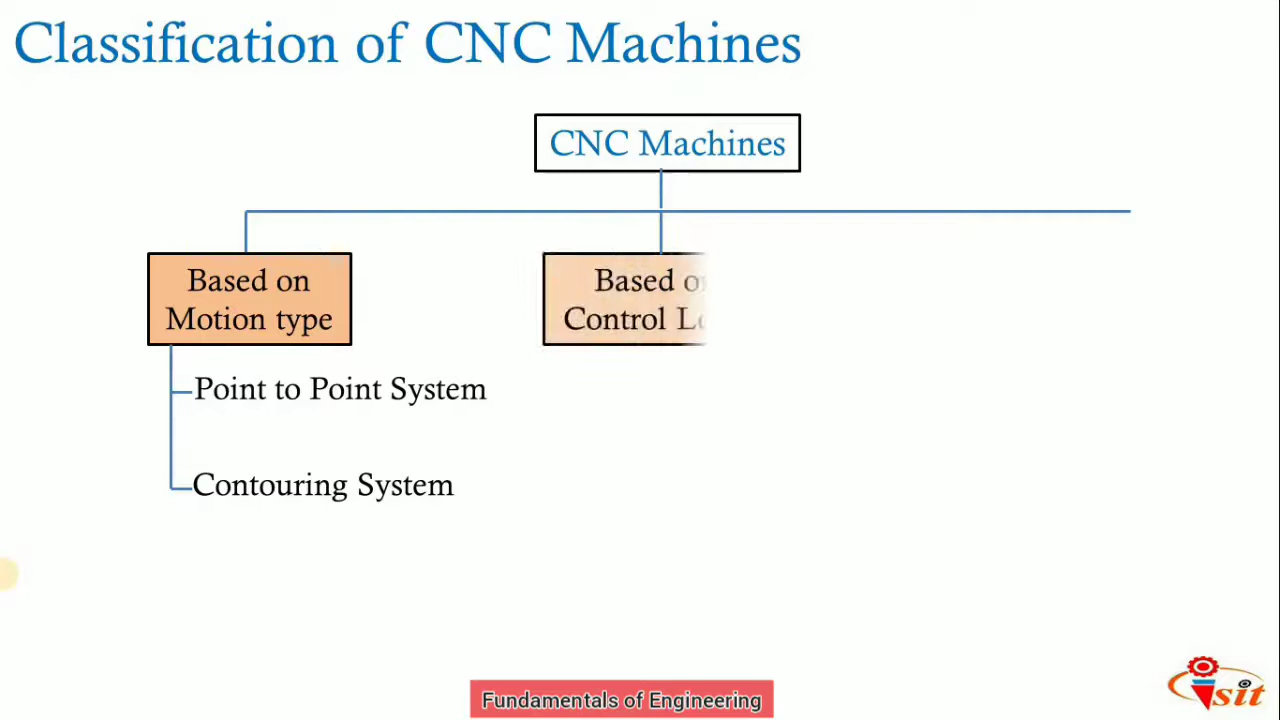 Classification of CNC Machines
CNC Machines
Based on
Motion type
Based
Control
Point to Point System
Contouring System
Fundamentals of Engineering
sit